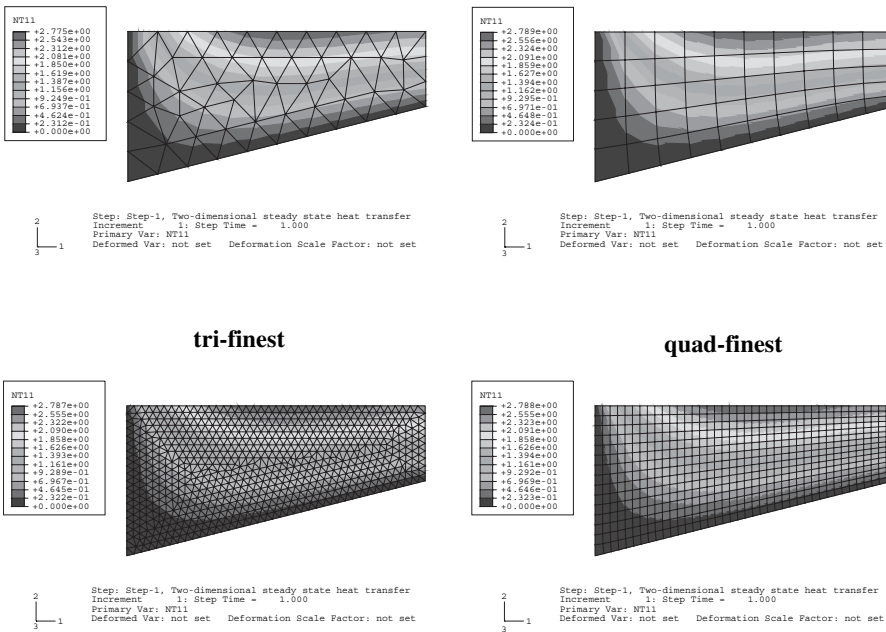 NT11
+2.775e+00
+2.543e+00
+2.312e+00
+2.081e+00
+1.850e+00
+1.619e+00
+1.387e+00
+1.156e+00
+9.249e-01
+6.937e-01
+4.624e-01
+2.312e-01
+0.000e+00
2
1
3
Step: Step-1, Two-dimensional steady state heat transfer
Increment 1: Step Time = 1.000
Primary Var: NT11
Deformed Var: not set Deformation Scale Factor: not set
NT11
+2.789e+00
+2.556e+00
+2.324e+00
+2.091e+00
+1.859e+00
+1.627e+00
+1.394e+00
+1.162e+00
+9.295e-01
+6.971e-01
+4.648e-01
+2.324e-01
+0.000e+00
2
1
3
Step: Step-1, Two-dimensional steady state heat transfer
Increment 1: Step Time = 1.000
Primary Var: NT11
Deformed Var: not set Deformation Scale Factor: not set
tri-finest
NT11
+2.787e+00
+2.555e+00
+2.322e+00
+2.090e+00
+1.858e+00
+1.626e+00
+1.393e+00
+1.161e+00
+9.289e-01
+6.967e-01
+4.645e-01
+2.322e-01
+0.000e+00
2
1
3
Step: Step-1, Two-dimensional steady state heat transfer
Increment 1: Step Time = 1.000
Primary Var: NT11
Deformed Var: not set Deformation Scale Factor: not set
quad-finest
NT11
+2.788e+00
+2.555e+00
+2.323e+00
+2.091e+00
+1.858e+00
+1.626e+00
+1.394e+00
+1.161e+00
+9.292e-01
+6.969e-01
+4.646e-01
+2.323e-01
+0.000e+00
2
1
3
Step: Step-1, Two-dimensional steady state heat transfer
Increment 1: Step Time = 1.000
Primary Var: NT11
Deformed Var: not set Deformation Scale Factor: not set